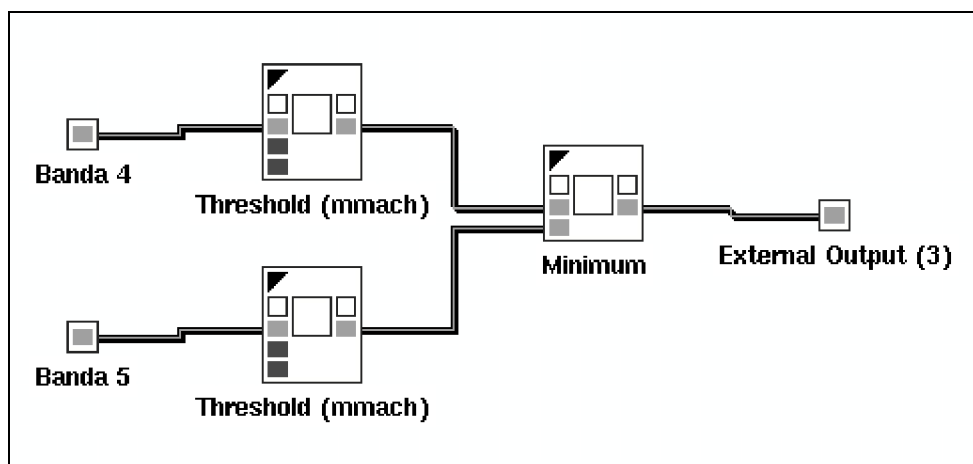 Banda 4
Threshold (mmach)
Minimum
External Output (3)
Banda 5
Threshold (mmach)